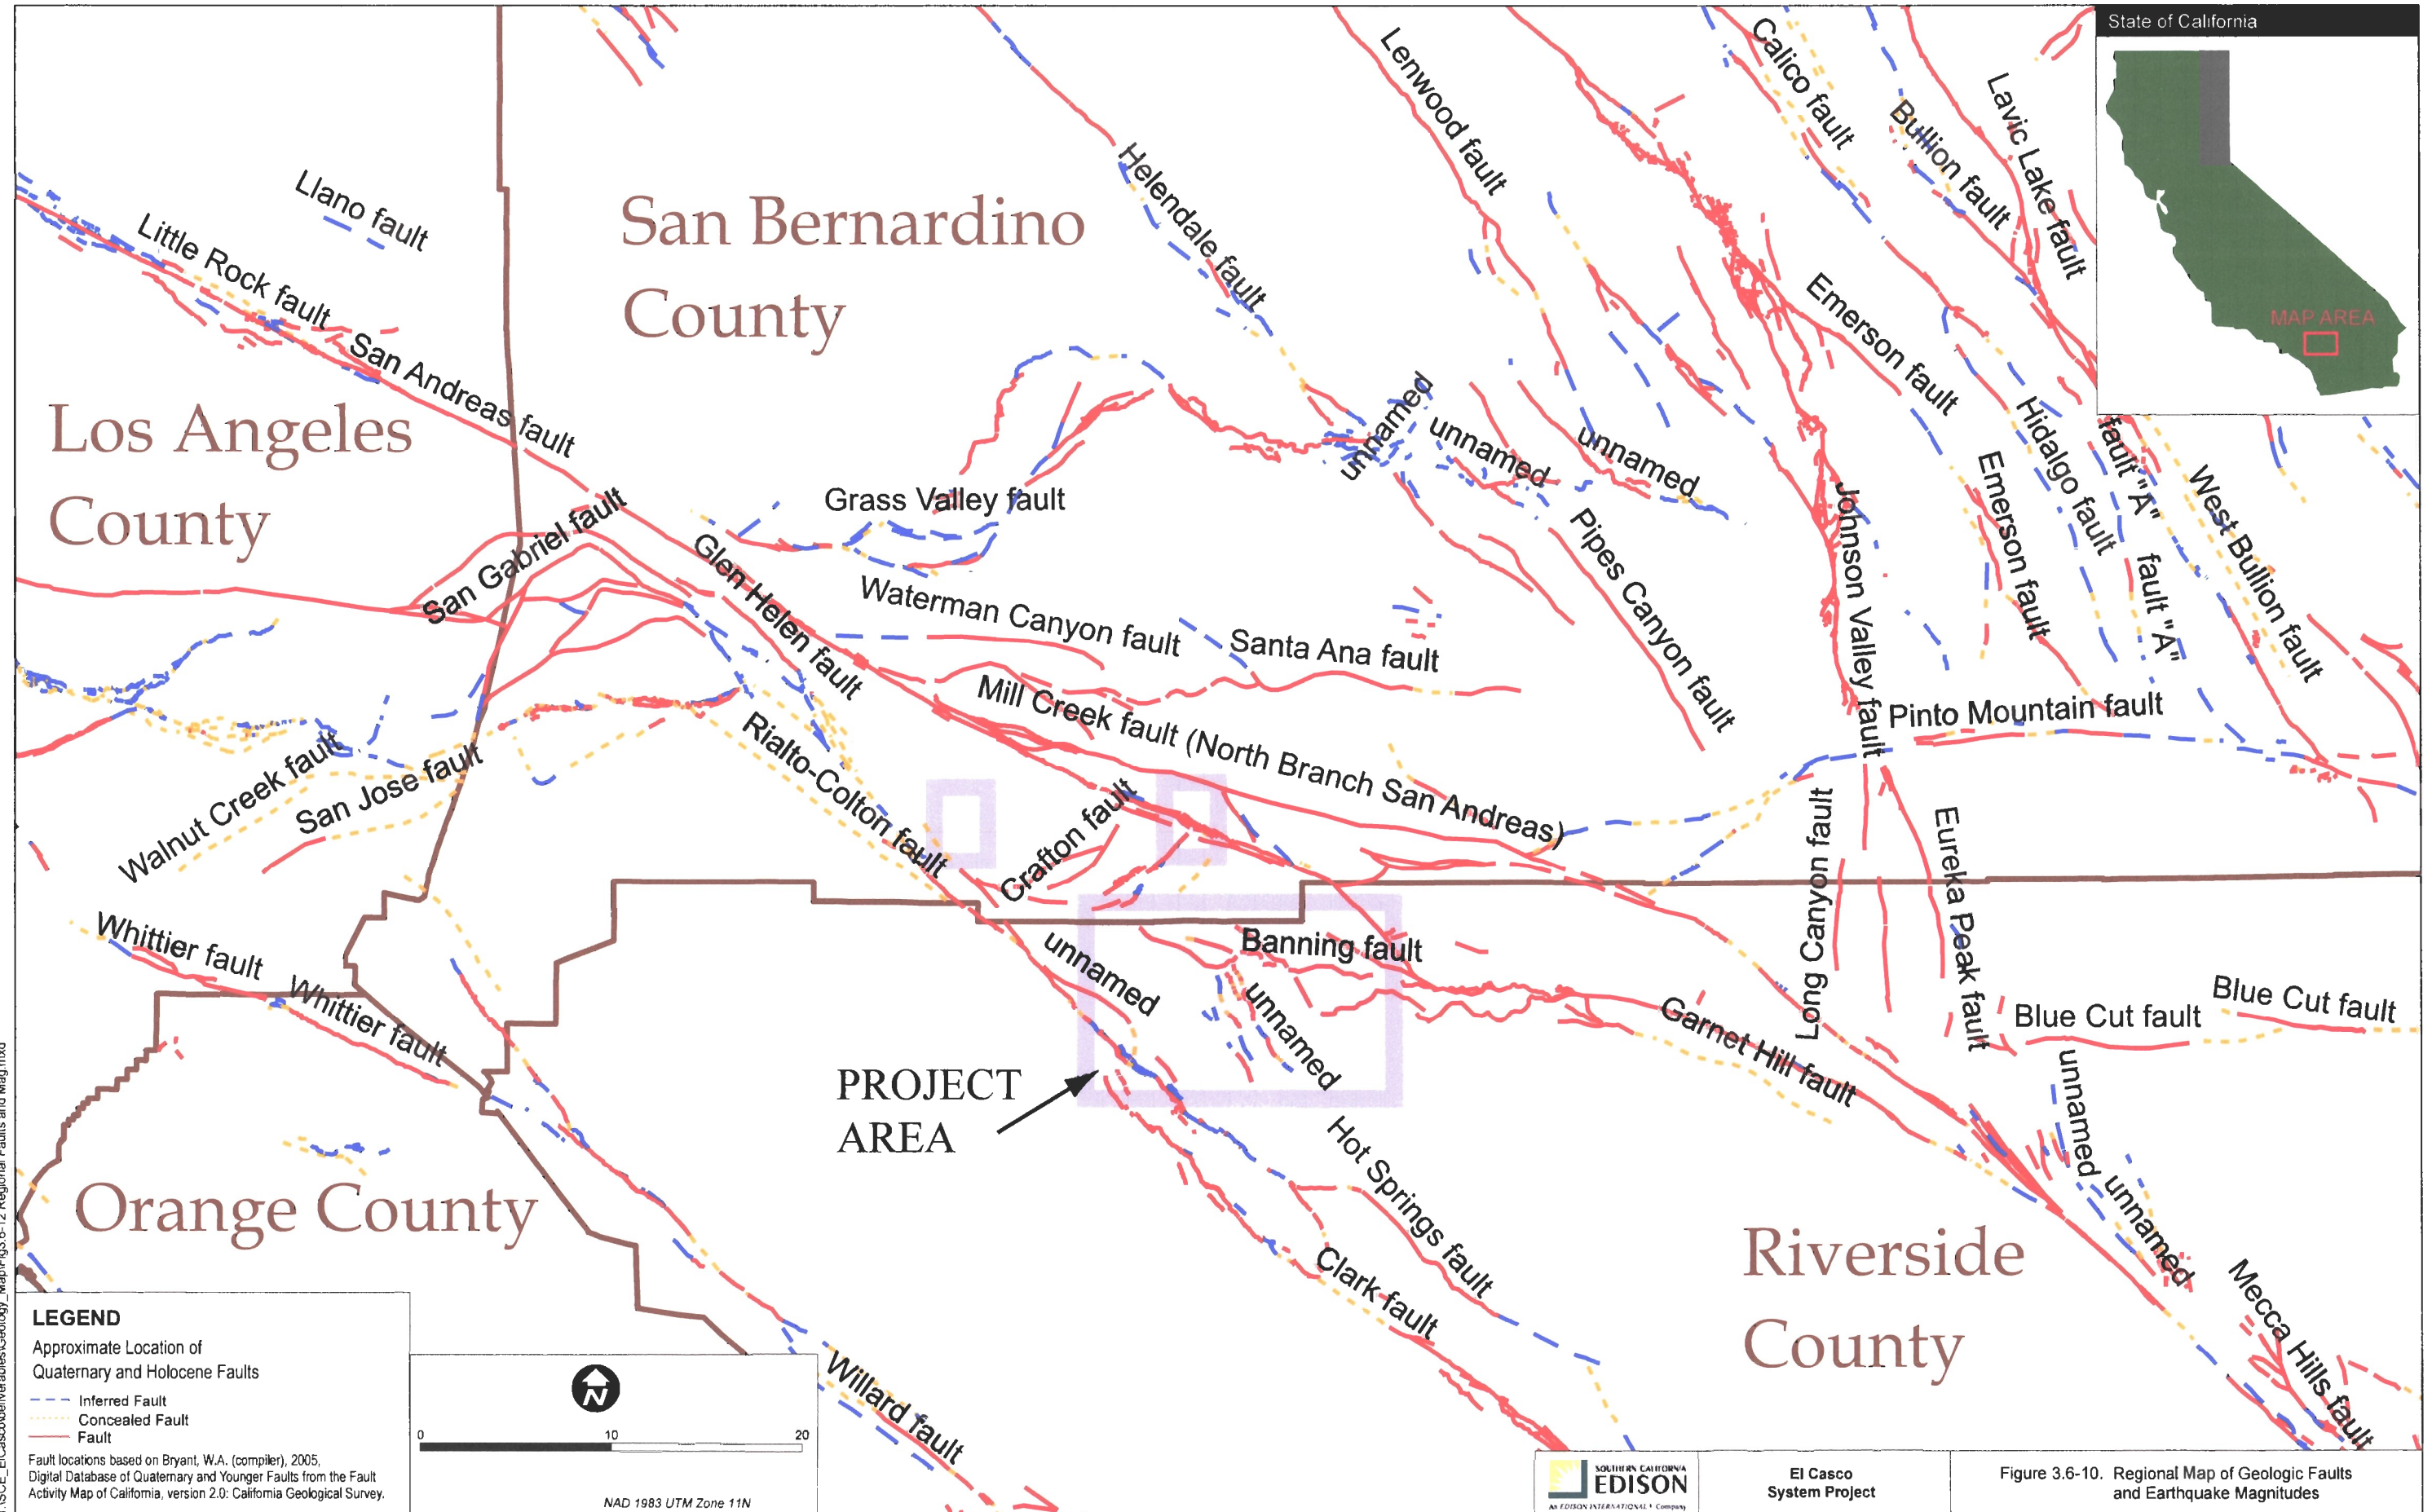 State of California
MAP AREA
Lenwood fault
Calico fault
Bullion fault
Lavic Lake fault
Llano fault
Helendale fault
Little Rock fault
San Bernardino
County
San Andreas fault
Emerson fault
Los Angeles
County
unnamed
unnamed
unnamed
Hidalgo fault
fault "A"
West Bullion fault
Grass Valley fault
Emerson fault
Johnson Valley fault
San Gabriel fault
Glen Helen fault
Pipes Canyon fault
fault "A"
Waterman Canyon fault
Santa Ana fault
Mill Creek fault (North Branch San Andreas)
Pinto Mountain fault
Rialto-Colton fault
Walnut Creek fault
San Jose fault
Crafton fault
Long Canyon fault
Eureka Peak fault
Whittier fault
Whittier fault
unnamed
Banning fault
unnamed
Garnet Hill fault
Blue Cut fault
Blue Cut fault
PROJECT
AREA
unnamed
unnamed
Hot Springs fault
Orange County
Clark fault
Riverside
County
Mecca Hills fault
Willard fault
LEGEND
Approximate Location of
Quaternary and Holocene Faults
Inferred Fault
Concealed Fault
Fault
Fault locations based on Bryant, W.A. (compiler), 2005,
Digital Database of Quaternary and Younger Faults from the Fault
Activity Map of California, version 2.0: California Geological Survey.
N
0 10 20
NAD 1983 UTM Zone 11N
SOUTHERN CALIFORNIA
EDISON
An EDISON INTERNATIONAL Company
El Casco
System Project
Figure 3.6-10. Regional Map of Geologic Faults
and Earthquake Magnitudes